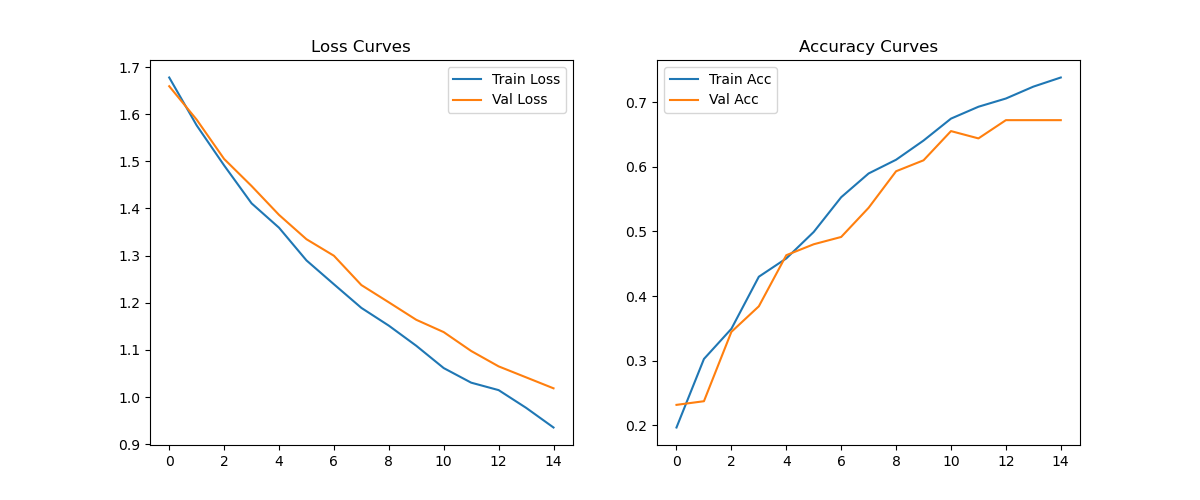 Loss Curves
1.7
1.6
1.5
1.4
1.3
1.2
1.1
1.0
0.9
0 2 4 6 8 10 12 14
Train Loss
Val Loss
Accuracy Curves
0.7
0.6
0.5
0.4
0.3
0.2
0 2 4 6 8 10 12 14
Train Acc
Val Acc